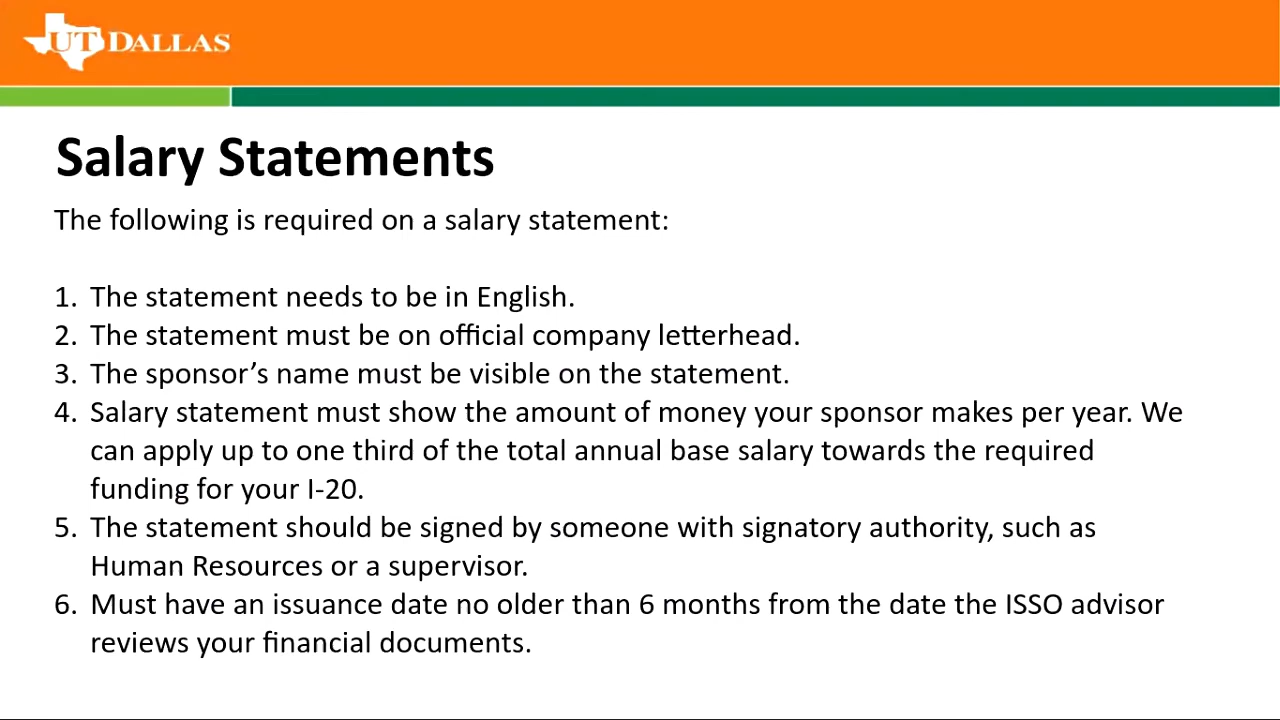 UT DALLAS
Salary Statements
The following is required on a salary statement:
1. The statement needs to be in English.
2. The statement must be on official company letterhead.
3. The sponsor’s name must be visible on the statement.
4. Salary statement must show the amount of money your sponsor makes per year. We
can apply up to one third of the total annual base salary towards the required
funding for your I-20.
5. The statement should be signed by someone with signatory authority, such as
Human Resources or a supervisor.
6. Must have an issuance date no older than 6 months from the date the ISSO advisor
reviews your financial documents.